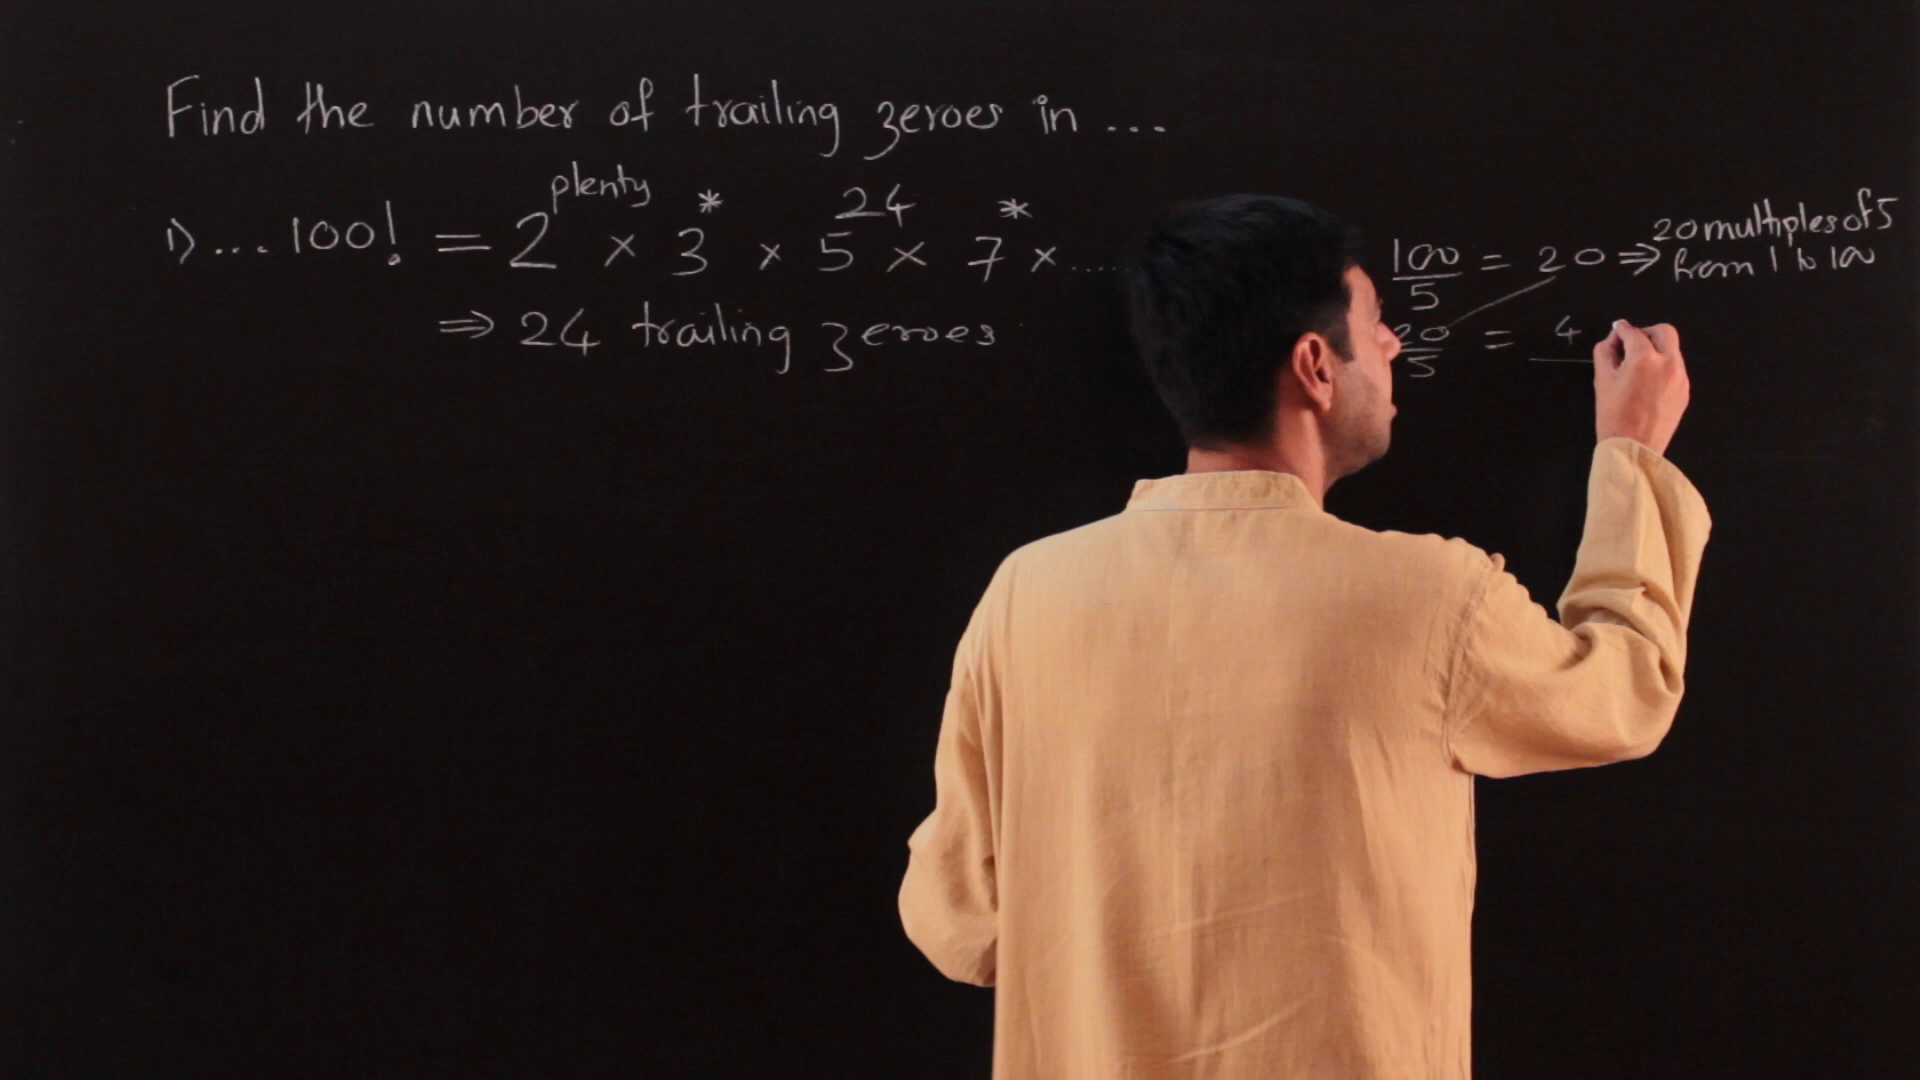 Find the number of trailing zeroes in ...
1) ... 100! = 2^plenty × 3^* × 5^24 × 7^* × .....
⇒ 24 trailing zeroes
100/5 = 20 ⇒ 20 multiples of 5
from 1 to 100
20/5 = 4